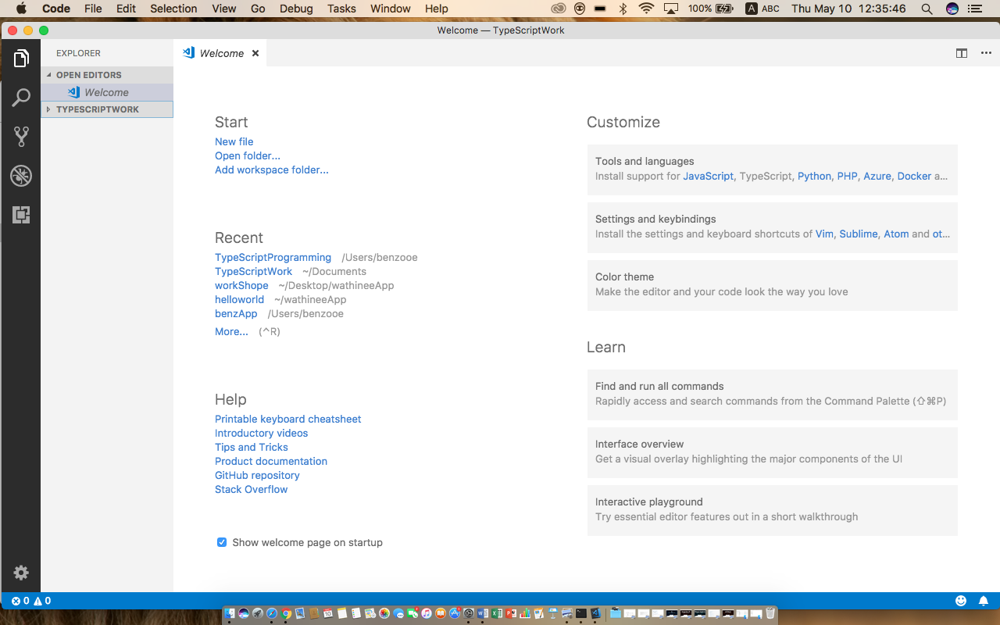 Code File Edit Selection View Go Debug Tasks Window Help 100% A ABC Thu May 10 12:35:46
Welcome — TypeScriptWork
EXPLORER
OPEN EDITORS
Welcome
TYPESCRIPTWORK
Welcome
Start
New file
Open folder...
Add workspace folder...
Recent
TypeScriptProgramming /Users/benzooe
TypeScriptWork ~/Documents
workShope ~/Desktop/wathineeApp
helloworld ~/wathineeApp
benzApp /Users/benzooe
More... (^R)
Help
Printable keyboard cheatsheet
Introductory videos
Tips and Tricks
Product documentation
GitHub repository
Stack Overflow
Show welcome page on startup
Customize
Tools and languages
Install support for JavaScript, TypeScript, Python, PHP, Azure, Docker a...
Settings and keybindings
Install the settings and keyboard shortcuts of Vim, Sublime, Atom and ot...
Color theme
Make the editor and your code look the way you love
Learn
Find and run all commands
Rapidly access and search commands from the Command Palette (⇧⌘P)
Interface overview
Get a visual overlay highlighting the major components of the UI
Interactive playground
Try essential editor features out in a short walkthrough
0 0